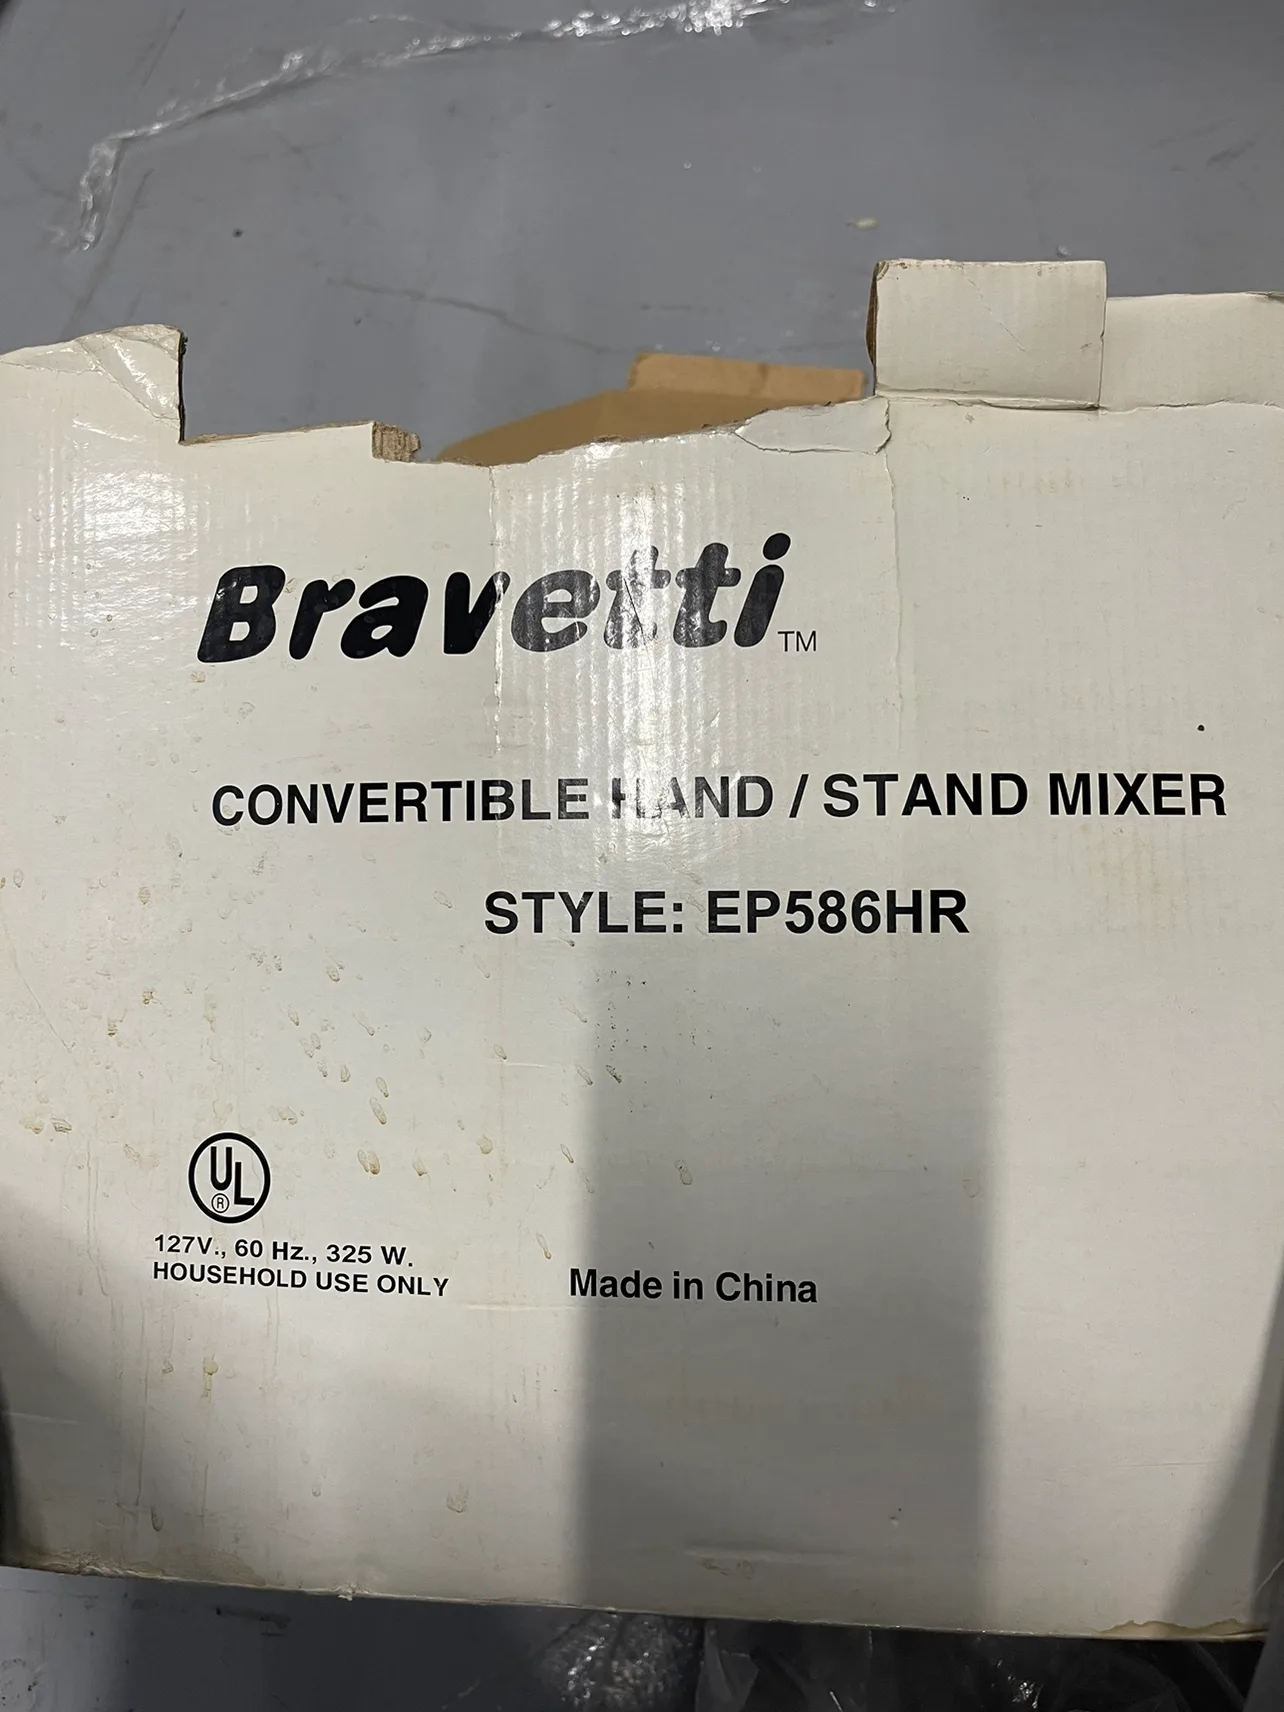 Bravetti™
CONVERTIBLE HAND / STAND MIXER
STYLE: EP586HR
UL®
127V., 60 Hz., 325 W.
HOUSEHOLD USE ONLY
Made in China